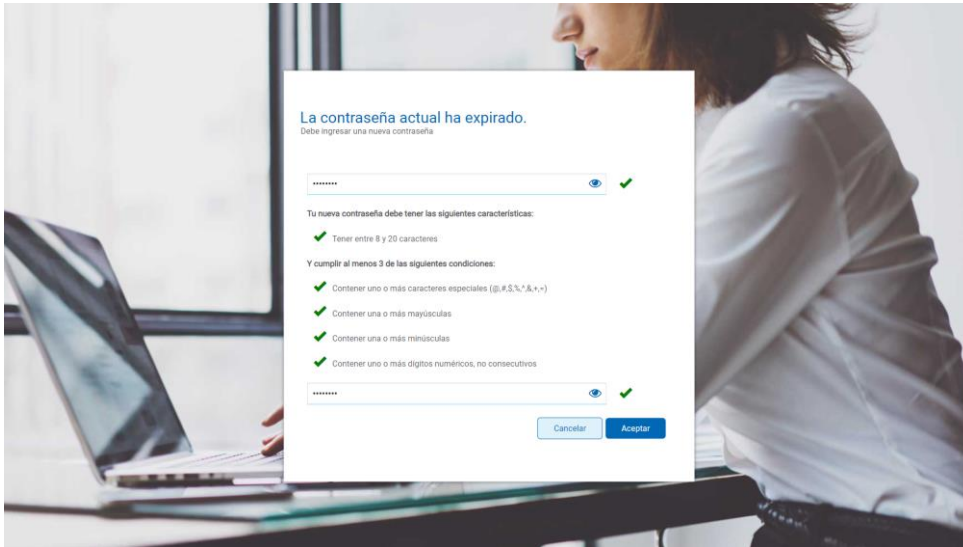 La contraseña actual ha expirado.
Debe ingresar una nueva contraseña
••••••••
Tu nueva contraseña debe tener las siguientes características:
Tener entre 8 y 20 caracteres
Y cumplir al menos 3 de las siguientes condiciones:
Contener uno o más caracteres especiales (@,#,$,%,^,&,+,=)
Contener una o más mayúsculas
Contener una o más minúsculas
Contener uno o más dígitos numéricos, no consecutivos
••••••••
Cancelar Aceptar